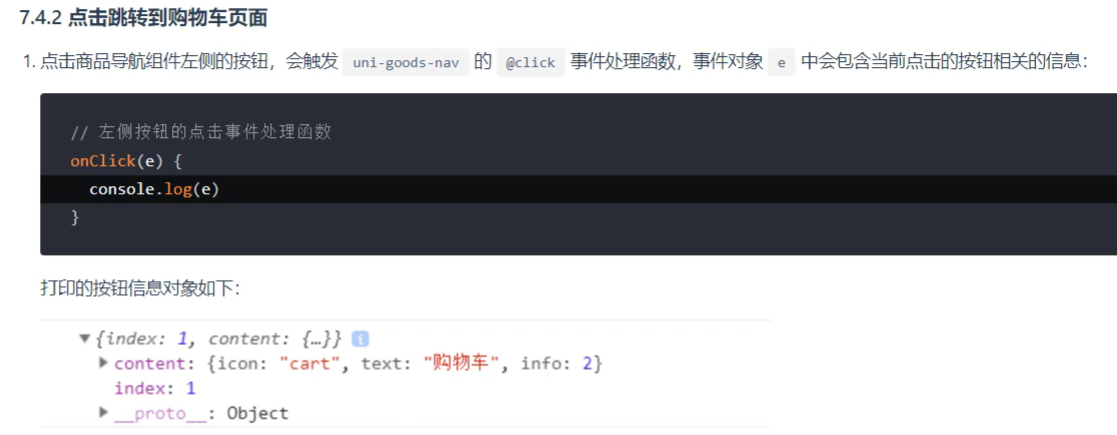 7.4.2 点击跳转到购物车页面
1. 点击商品导航组件左侧的按钮，会触发 uni-goods-nav 的 @click 事件处理函数，事件对象 e 中会包含当前点击的按钮相关的信息：
// 左侧按钮的点击事件处理函数
onClick(e) {
  console.log(e)
}
打印的按钮信息对象如下：
▼{index: 1, content: {…}} i
▶content: {icon: "cart", text: "购物车", info: 2}
index: 1
▶__proto__: Object